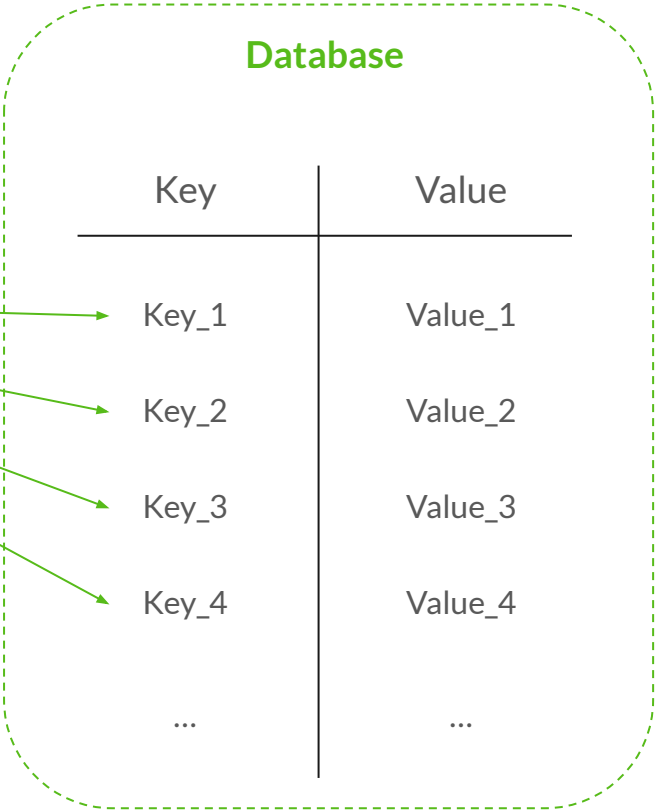 Database
Key Value
Key_1 Value_1
Key_2 Value_2
Key_3 Value_3
Key_4 Value_4
... ...